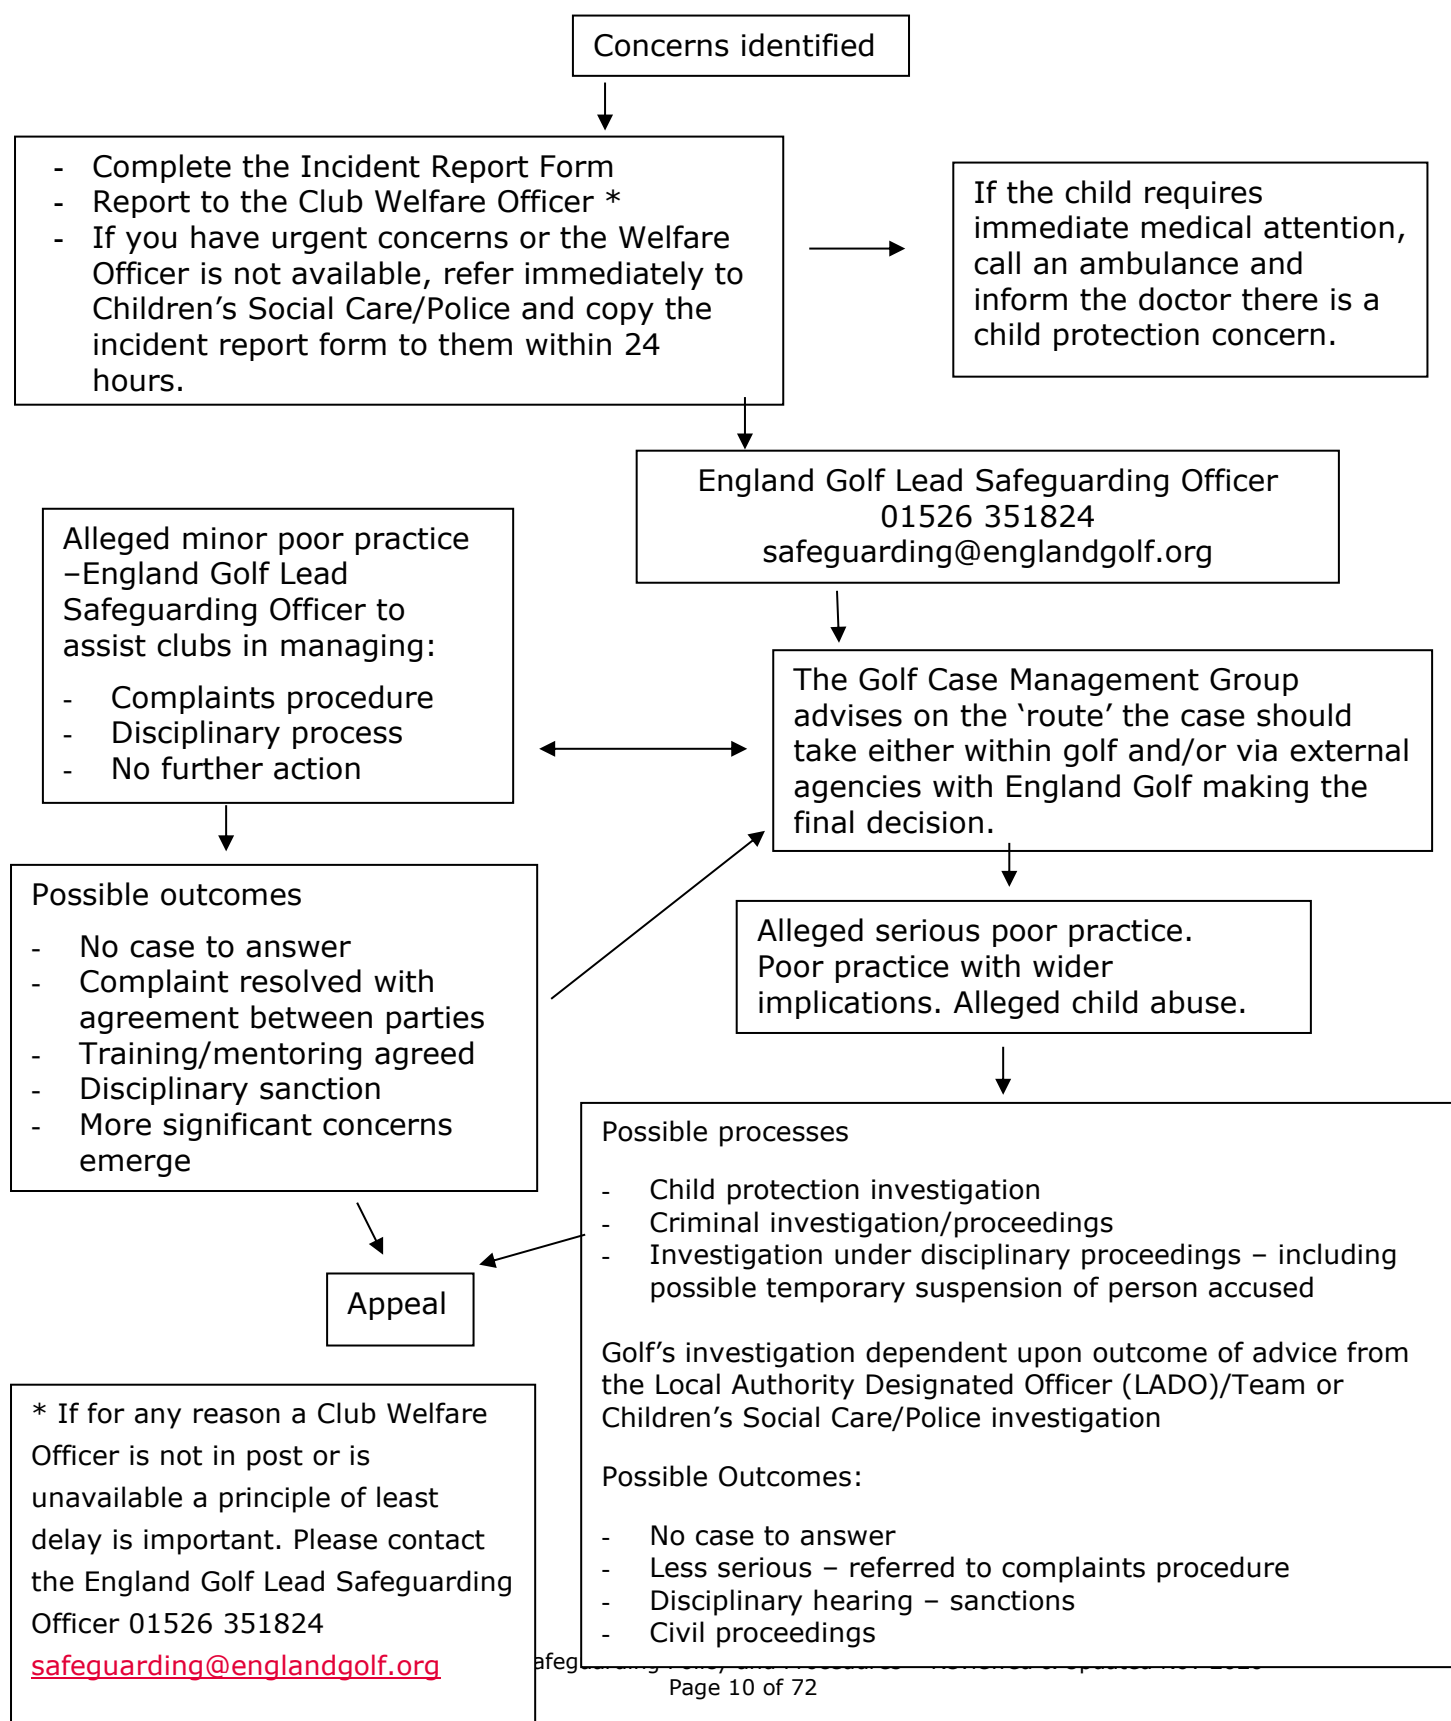 Concerns identified
- Complete the Incident Report Form
- Report to the Club Welfare Officer *
- If you have urgent concerns or the Welfare
Officer is not available, refer immediately to
Children’s Social Care/Police and copy the
incident report form to them within 24
hours.
If the child requires
immediate medical attention,
call an ambulance and
inform the doctor there is a
child protection concern.
England Golf Lead Safeguarding Officer
01526 351824
safeguarding@englandgolf.org
Alleged minor poor practice
–England Golf Lead
Safeguarding Officer to
assist clubs in managing:
- Complaints procedure
- Disciplinary process
- No further action
The Golf Case Management Group
advises on the ‘route’ the case should
take either within golf and/or via external
agencies with England Golf making the
final decision.
Possible outcomes
- No case to answer
- Complaint resolved with
agreement between parties
- Training/mentoring agreed
- Disciplinary sanction
- More significant concerns
emerge
Alleged serious poor practice.
Poor practice with wider
implications. Alleged child abuse.
Possible processes
- Child protection investigation
- Criminal investigation/proceedings
- Investigation under disciplinary proceedings – including
possible temporary suspension of person accused
Golf’s investigation dependent upon outcome of advice from
the Local Authority Designated Officer (LADO)/Team or
Children’s Social Care/Police investigation
Possible Outcomes:
- No case to answer
- Less serious – referred to complaints procedure
- Disciplinary hearing – sanctions
- Civil proceedings
Appeal
* If for any reason a Club Welfare
Officer is not in post or is
unavailable a principle of least
delay is important. Please contact
the England Golf Lead Safeguarding
Officer 01526 351824
safeguarding@englandgolf.org
Page 10 of 72